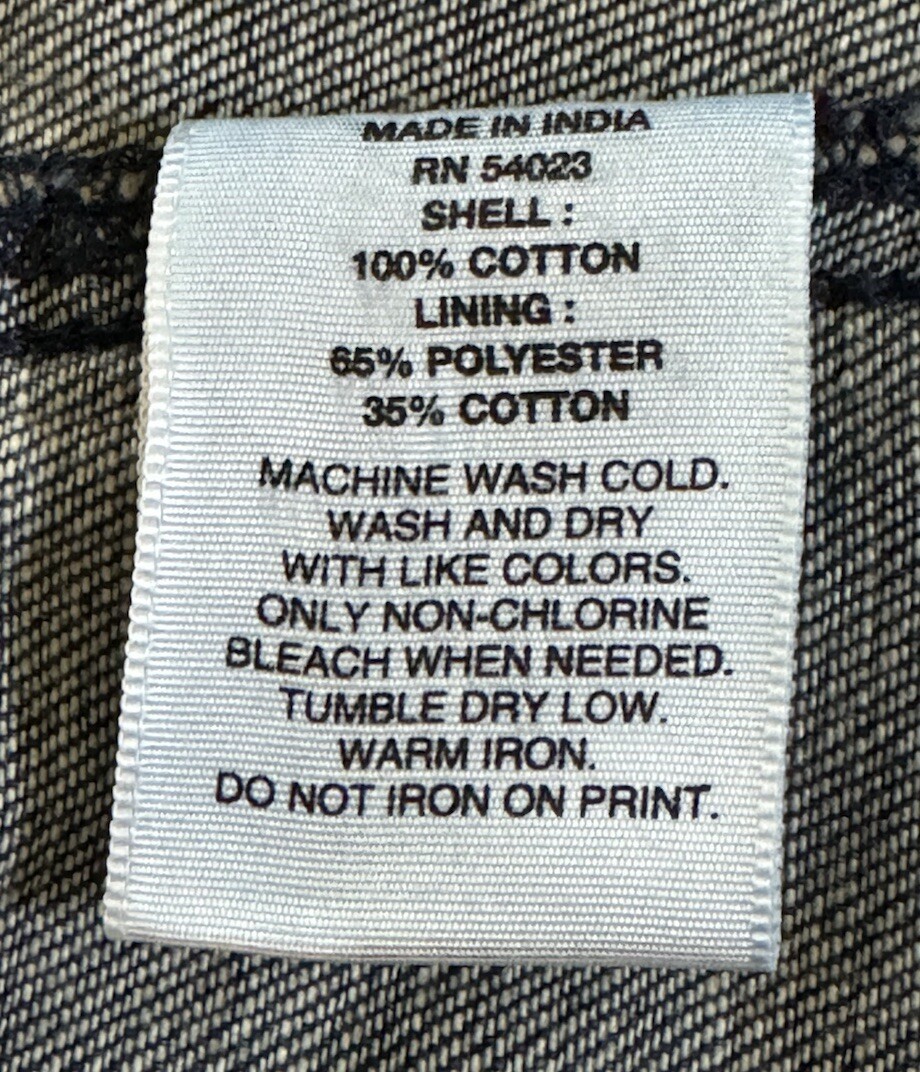 MADE IN INDIA
RN 54023
SHELL :
100% COTTON
LINING :
65% POLYESTER
35% COTTON
MACHINE WASH COLD.
WASH AND DRY
WITH LIKE COLORS.
ONLY NON-CHLORINE
BLEACH WHEN NEEDED.
TUMBLE DRY LOW.
WARM IRON.
DO NOT IRON ON PRINT.